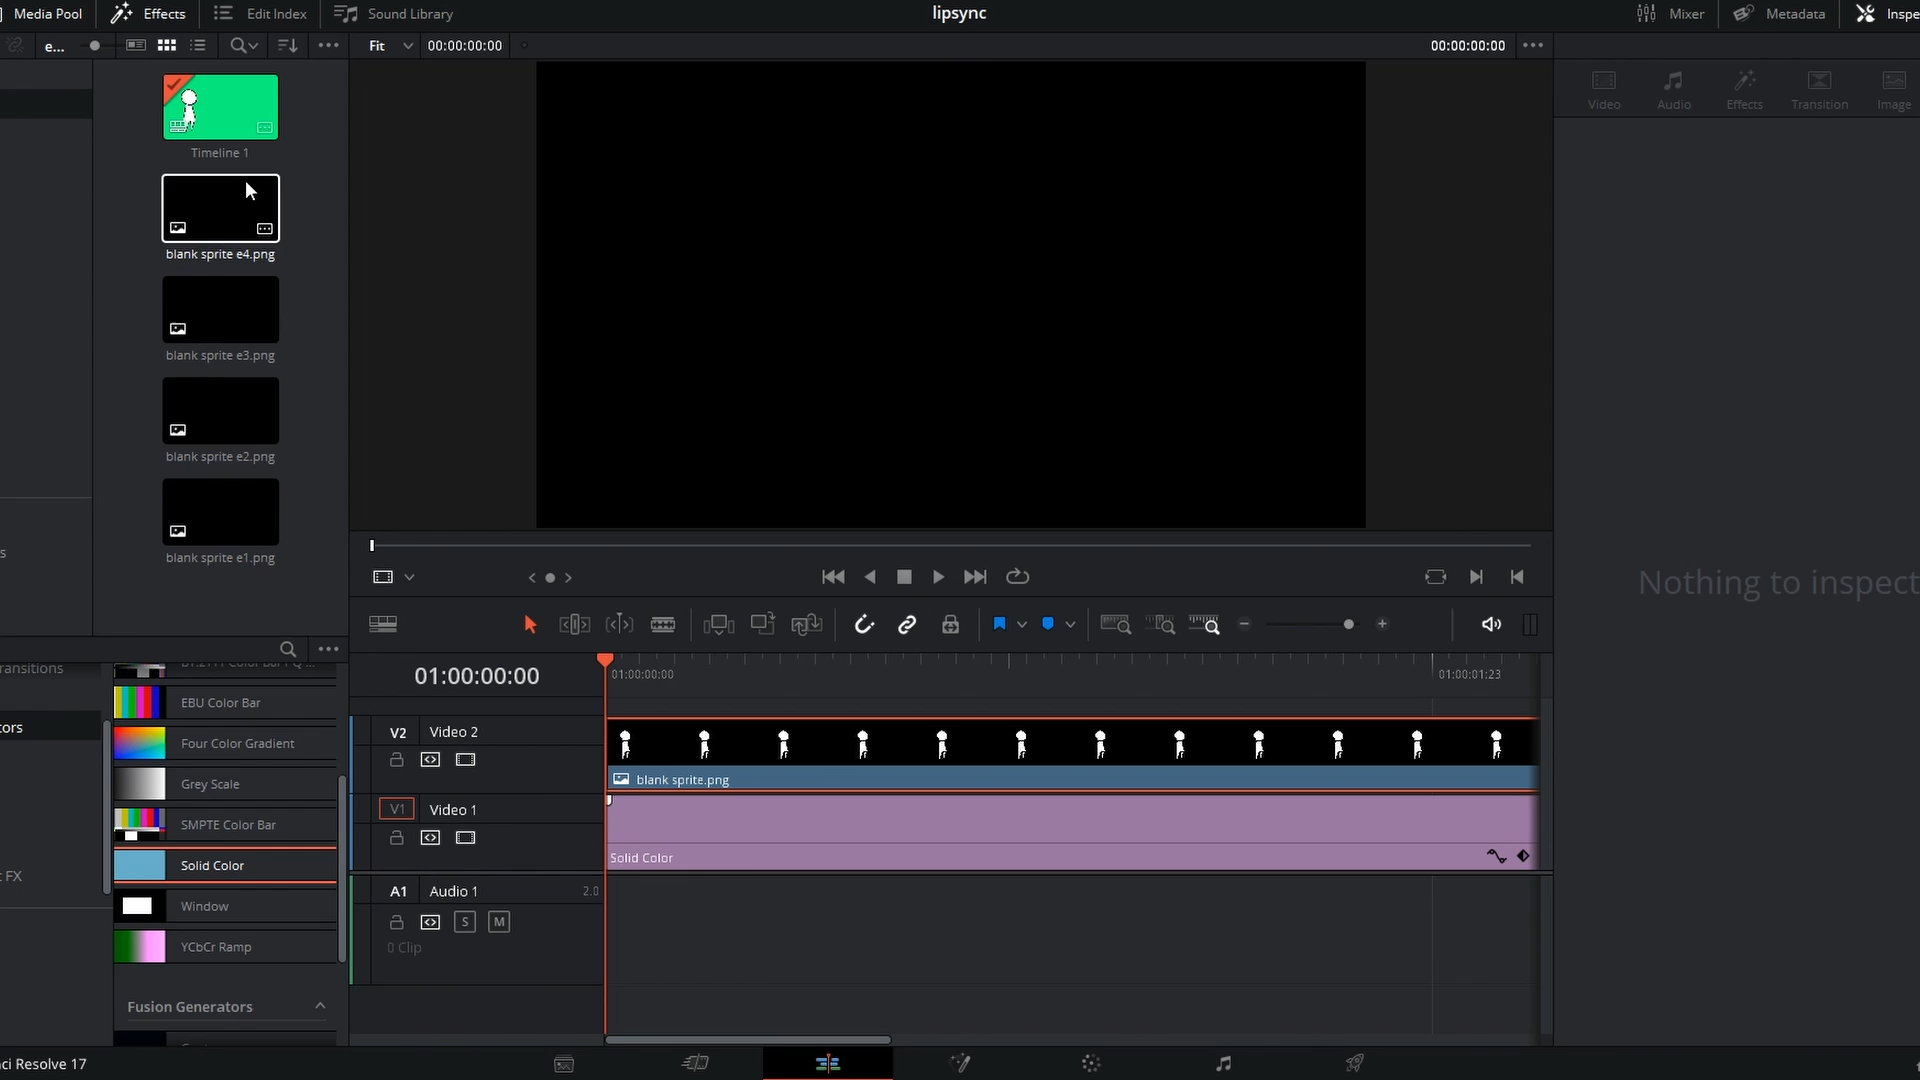 Media Pool
Effects
Edit Index
Sound Library
lipsync
Mixer
Metadata
Inspe
e...
Fit
00:00:00:00
00:00:00:00
Video
Audio
Effects
Transition
Image
Timeline 1
blank sprite e4.png
blank sprite e3.png
blank sprite e2.png
blank sprite e1.png
s
Nothing to inspect
01:00:00:00
01:00:00:00
01:00:01:23
ransitions
EBU Color Bar
tors
Four Color Gradient
Grey Scale
SMPTE Color Bar
Solid Color
t FX
Window
YCbCr Ramp
Fusion Generators
V2
Video 2
blank sprite.png
V1
Video 1
Solid Color
A1
Audio 1
2.0
S
M
0 Clip
ci Resolve 17